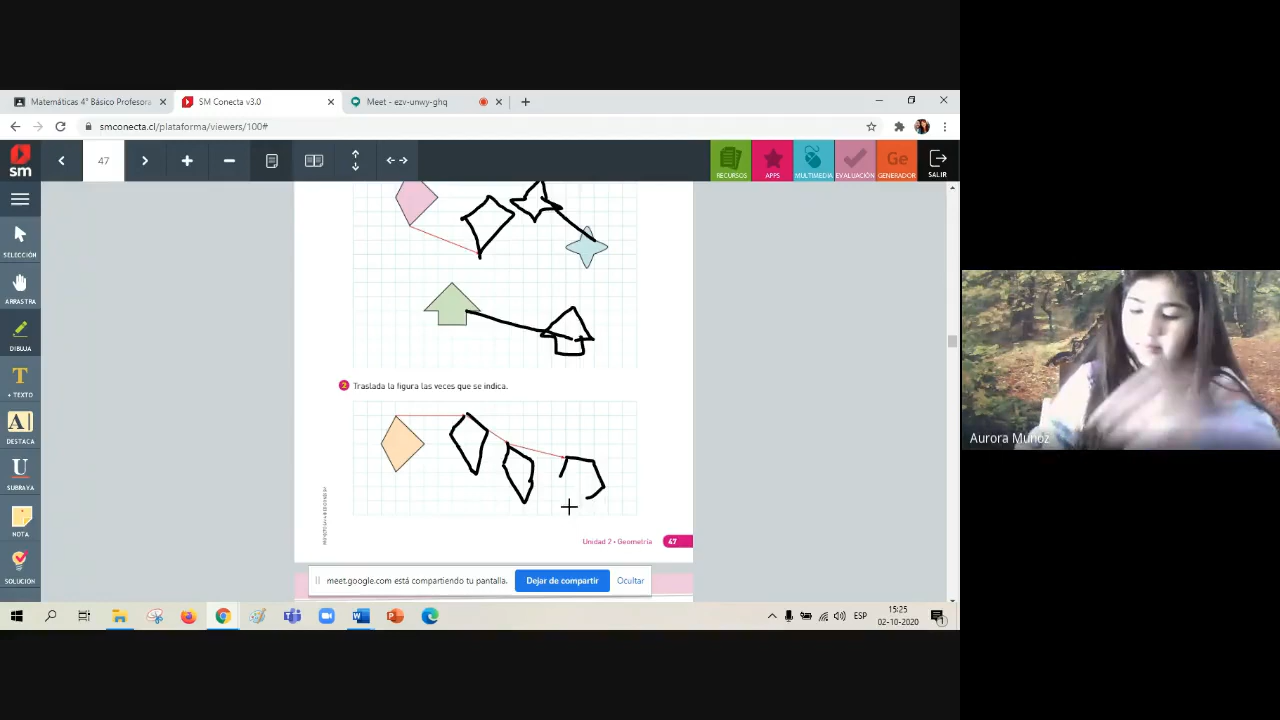 Matemáticas 4° Básico Profesora
SM Conecta v3.0
Meet - ezv-unwy-ghq
smconecta.cl/plataforma/viewers/100#
sm
47
RECURSOS
APPS
MULTIMEDIA
EVALUACIÓN
Ge
GENERADOR
SALIR
SELECCIÓN
ARRASTRA
DIBUJA
T
+ TEXTO
A
DESTACA
U
SUBRAYA
NOTA
SOLUCIÓN
2 Traslada la figura las veces que se indica.
Unidad 2 • Geometría 47
meet.google.com está compartiendo tu pantalla. Dejar de compartir Ocultar
ESP
15:25
02-10-2020
1
Aurora Muñoz